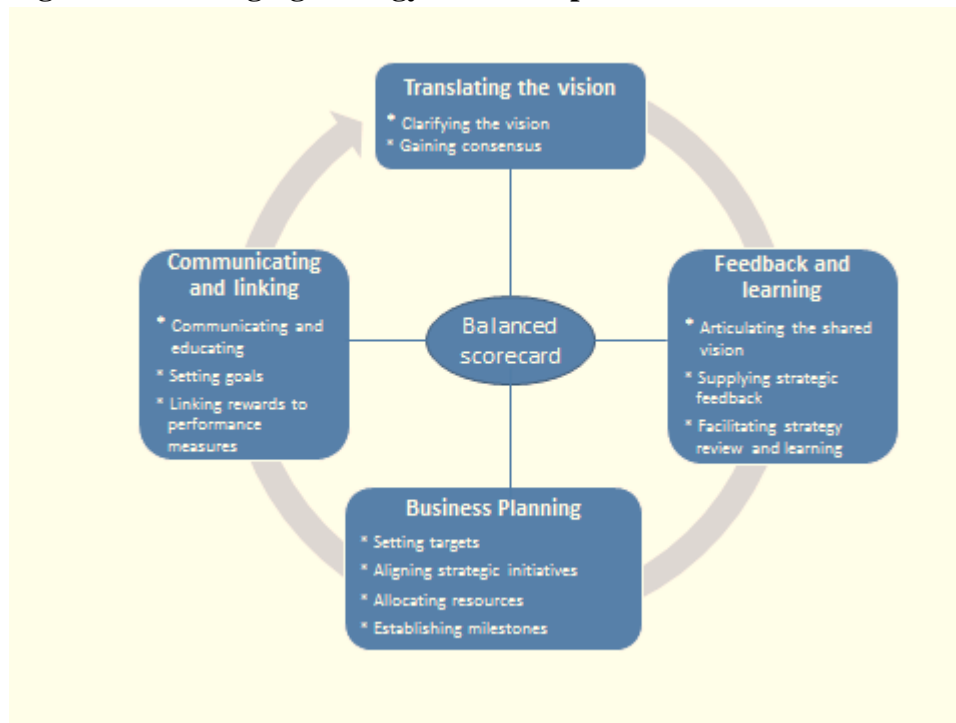 Translating the vision
* Clarifying the vision
* Gaining consensus
Communicating
and linking
* Communicating and
educating
* Setting goals
* Linking rewards to
performance
measures
Balanced
scorecard
Feedback and
learning
* Articulating the shared
vision
* Supplying strategic
feedback
* Facilitating strategy
review and learning
Business Planning
* Setting targets
* Aligning strategic initiatives
* Allocating resources
* Establishing milestones